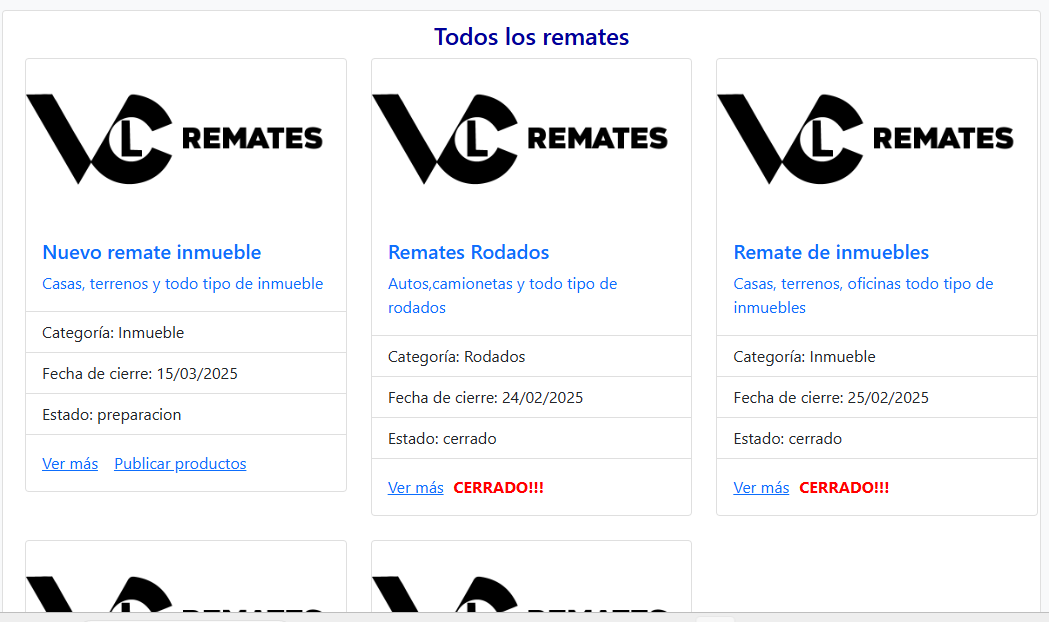 Todos los remates
VLC REMATES
Nuevo remate inmueble
Casas, terrenos y todo tipo de inmueble
Categoría: Inmueble
Fecha de cierre: 15/03/2025
Estado: preparacion
Ver más Publicar productos
VLC REMATES
Remates Rodados
Autos,camionetas y todo tipo de
rodados
Categoría: Rodados
Fecha de cierre: 24/02/2025
Estado: cerrado
Ver más CERRADO!!!
VLC REMATES
Remate de inmuebles
Casas, terrenos, oficinas todo tipo de
inmuebles
Categoría: Inmueble
Fecha de cierre: 25/02/2025
Estado: cerrado
Ver más CERRADO!!!